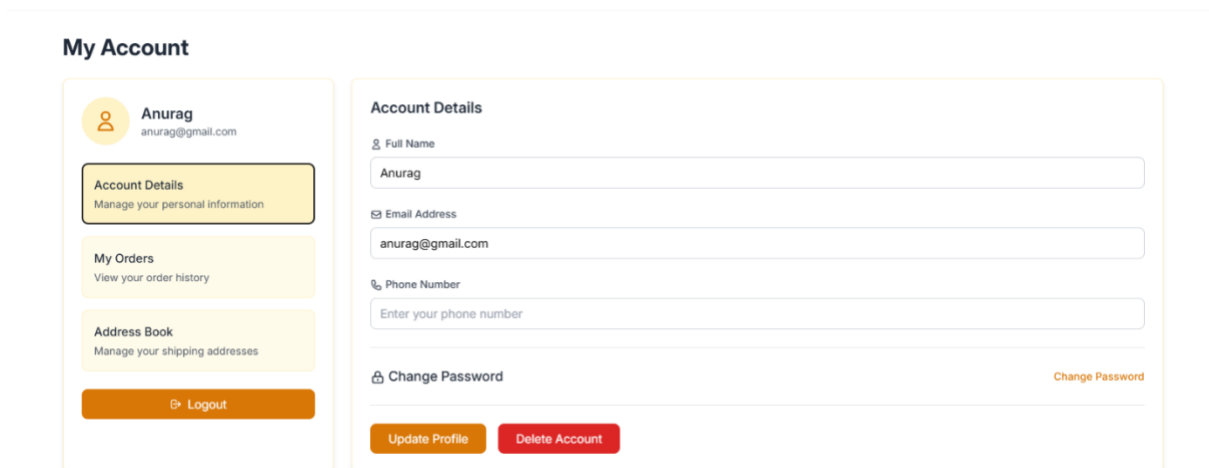 My Account
Anurag
anurag@gmail.com
Account Details
Manage your personal information
My Orders
View your order history
Address Book
Manage your shipping addresses
Logout
Account Details
Full Name
Anurag
Email Address
anurag@gmail.com
Phone Number
Enter your phone number
Change Password
Change Password
Update Profile
Delete Account